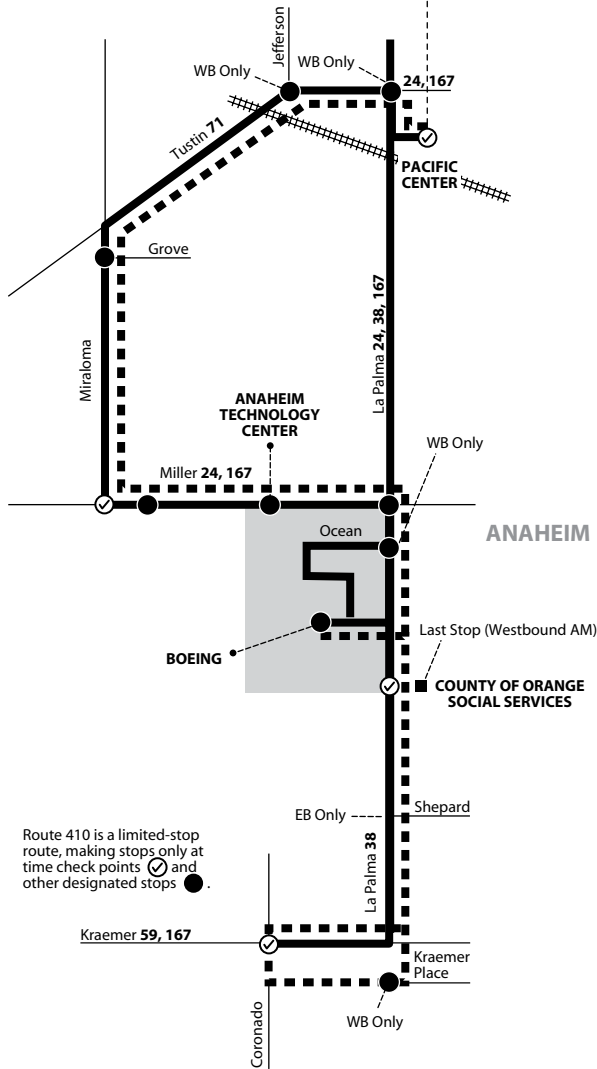 Jefferson
WB Only
WB Only
24, 167
Tustin 71
PACIFIC
CENTER
Grove
La Palma 24, 38, 167
Miraloma
ANAHEIM
TECHNOLOGY
CENTER
WB Only
Miller 24, 167
ANAHEIM
Ocean
Last Stop (Westbound AM)
BOEING
COUNTY OF ORANGE
SOCIAL SERVICES
EB Only
Shepard
Route 410 is a limited-stop
route, making stops only at
time check points and
other designated stops .
La Palma 38
Kraemer 59, 167
Kraemer
Place
WB Only
Coronado